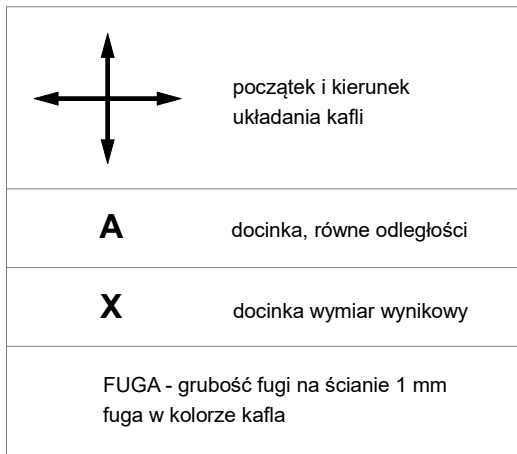 początek i kierunek
układania kafli
A docinka, równe odległości
X docinka wymiar wynikowy
FUGA - grubość fugi na ścianie 1 mm
fuga w kolorze kafla